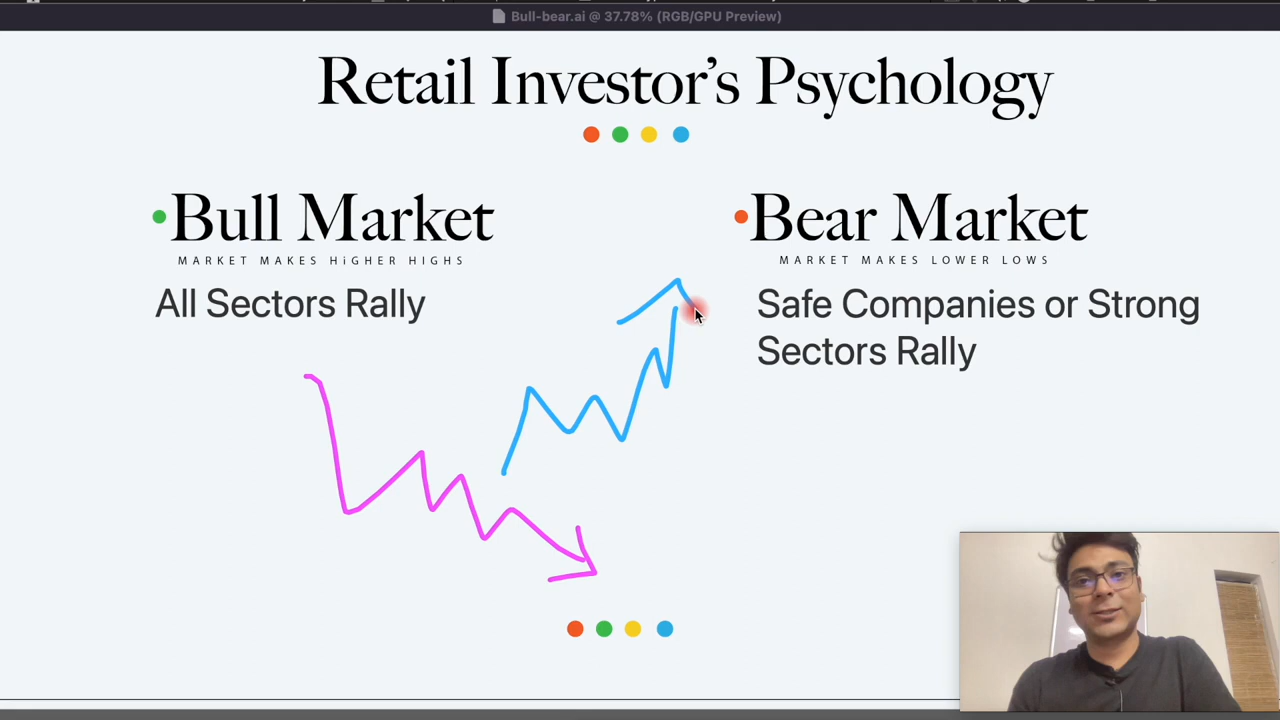 Bull-bear.ai @ 37.78% (RGB/GPU Preview)
Retail Investor’s Psychology
Bull Market
MARKET MAKES HiGHER HIGHS
All Sectors Rally
Bear Market
MARKET MAKES LOWER LOWS
Safe Companies or Strong
Sectors Rally